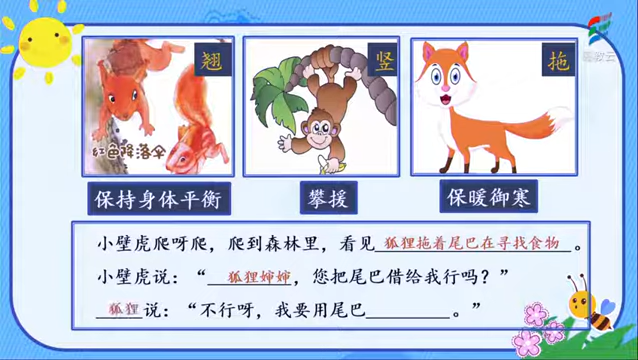 翘
竖
拖
红色降落伞
保持身体平衡
攀援
保暖御寒
小壁虎爬呀爬，爬到森林里，看见狐狸拖着尾巴在寻找食物。
小壁虎说：“狐狸婶婶，您把尾巴借给我行吗？”
狐狸说：“不行呀，我要用尾巴________。”